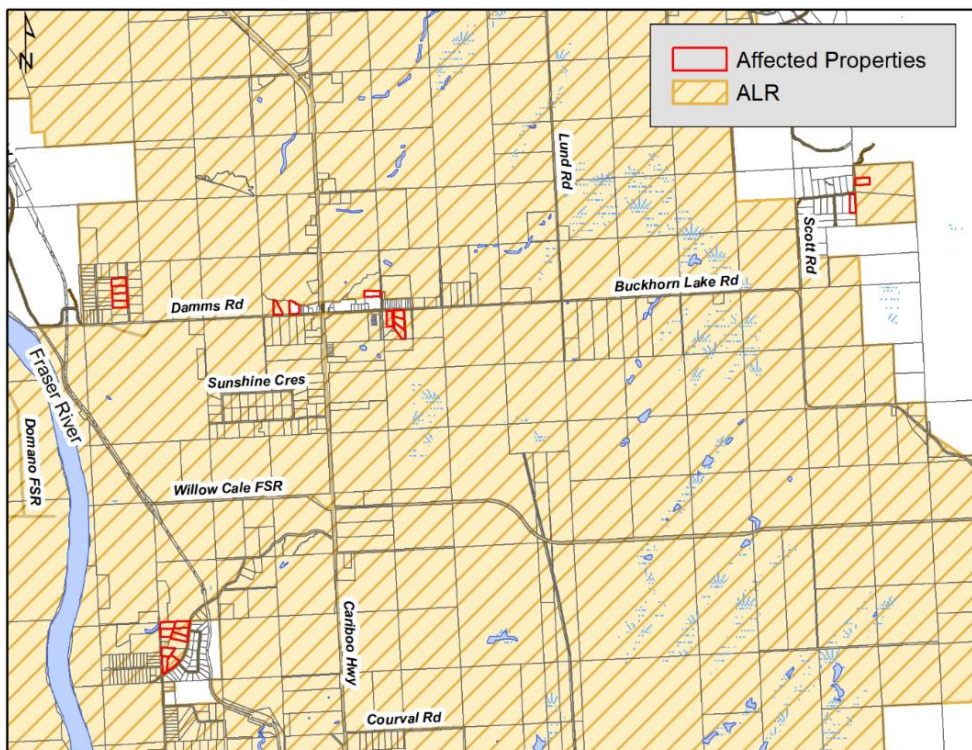 N
Affected Properties
ALR
Lund Rd
Scott Rd
Buckhorn Lake Rd
Damms Rd
Fraser River
Sunshine Cres
Domano FSR
Willow Cale FSR
Cariboo Hwy
Courval Rd